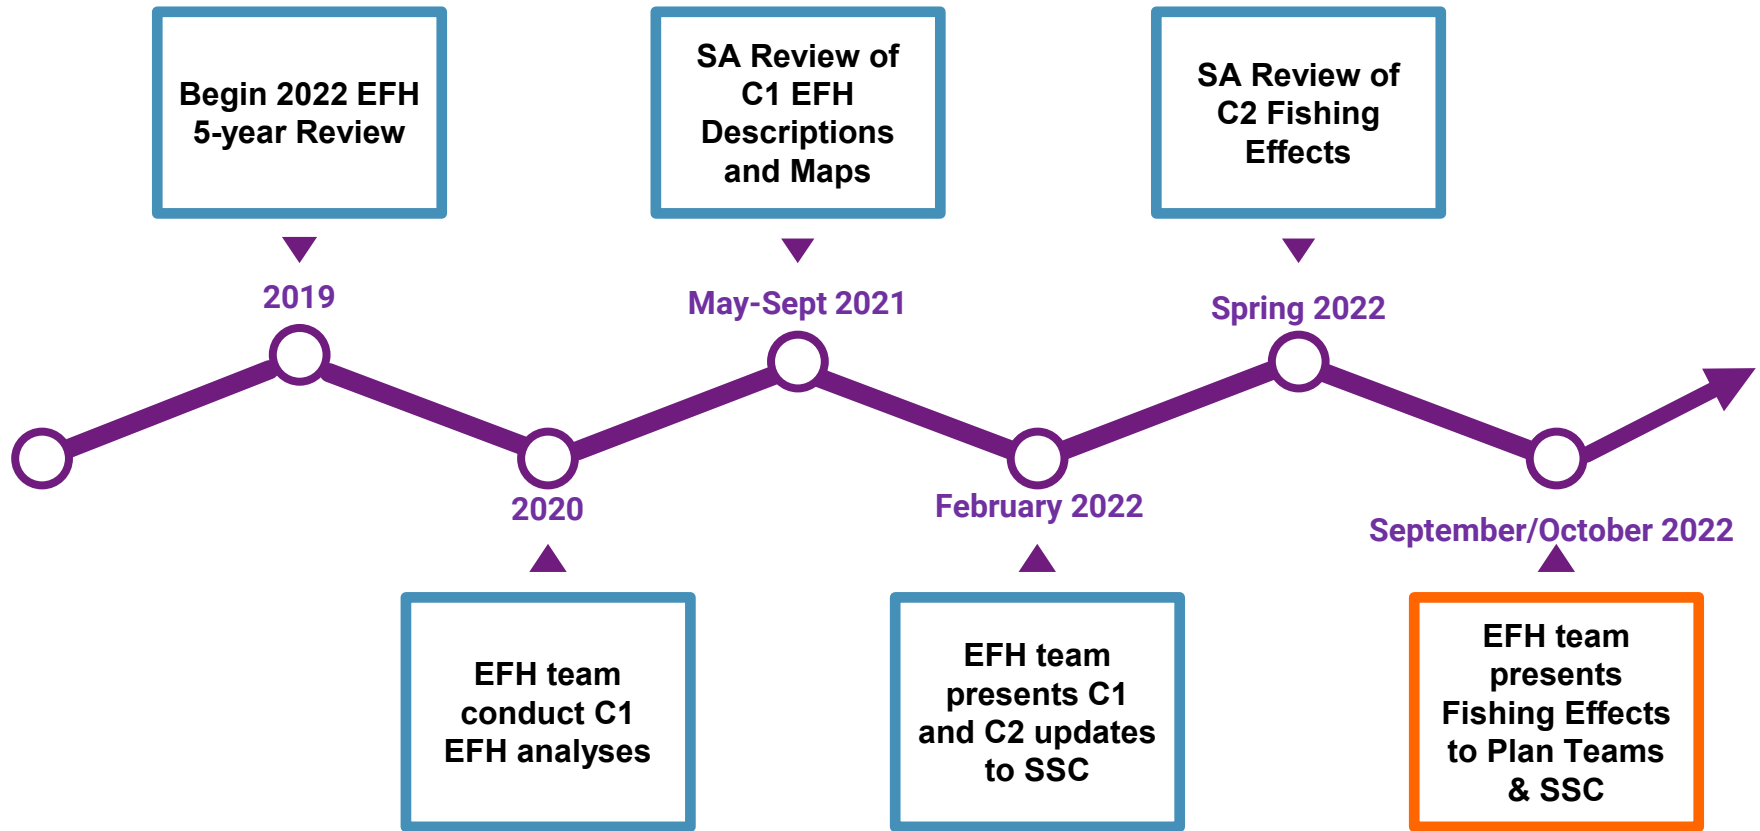 Begin 2022 EFH
5-year Review
2019
SA Review of
C1 EFH
Descriptions
and Maps
May-Sept 2021
SA Review of
C2 Fishing
Effects
Spring 2022
2020
EFH team
conduct C1
EFH analyses
February 2022
EFH team
presents C1
and C2 updates
to SSC
September/October 2022
EFH team
presents
Fishing Effects
to Plan Teams
& SSC